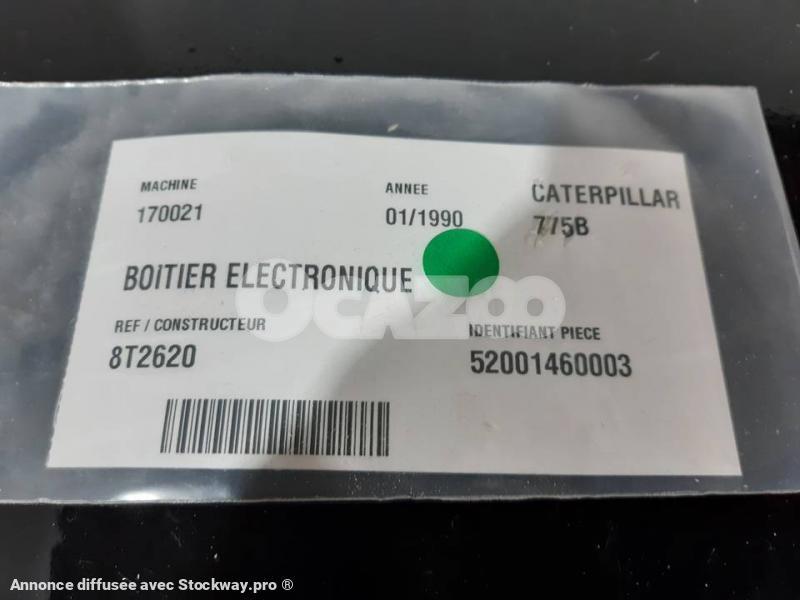 MACHINE
170021
ANNEE
01/1990
CATERPILLAR
775B
BOITIER ELECTRONIQUE
OCAZOO
REF / CONSTRUCTEUR
8T2620
IDENTIFIANT PIECE
52001460003
Annonce diffusée avec Stockway.pro ®